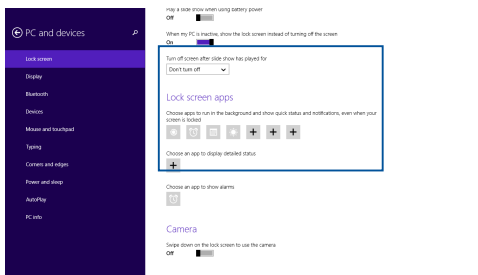 PC and devices
Lock screen
Display
Bluetooth
Devices
Mouse and touchpad
Typing
Corners and edges
Power and sleep
AutoPlay
PC info
Play a slide show when using battery power
Off
When my PC is inactive, show the lock screen instead of turning off the screen
On
Turn off screen after slide show has played for
Don't turn off
Lock screen apps
Choose apps to run in the background and show quick status and notifications, even when your
screen is locked
Choose an app to display detailed status
Choose an app to show alarms
Camera
Swipe down on the lock screen to use the camera
Off